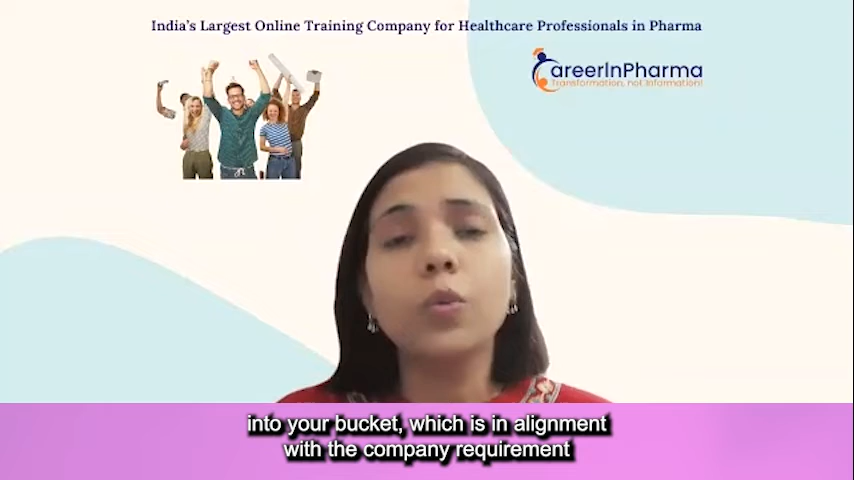 India's Largest Online Training Company for Healthcare Professionals in Pharma
CareerInPharma
Transformation, not Information!
into your bucket, which is in alignment
with the company requirement